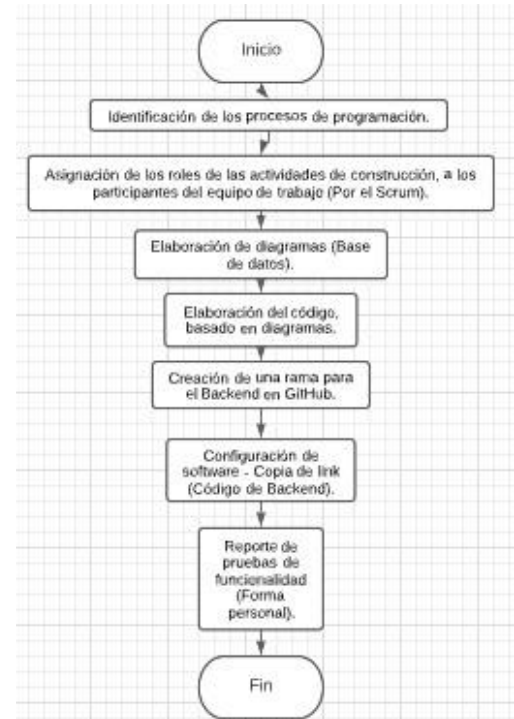 Inicio
Identificación de los procesos de programación.
Asignación de los roles de las actividades de construcción, a los
participantes del equipo de trabajo (Por el Scrum).
Elaboración de diagramas (Base
de datos).
Elaboración del código,
basado en diagramas.
Creación de una rama para
el Backend en GitHub.
Configuración de
software - Copia de link
(Código de Backend).
Reporte de
pruebas de
funcionalidad
(Forma
personal).
Fin